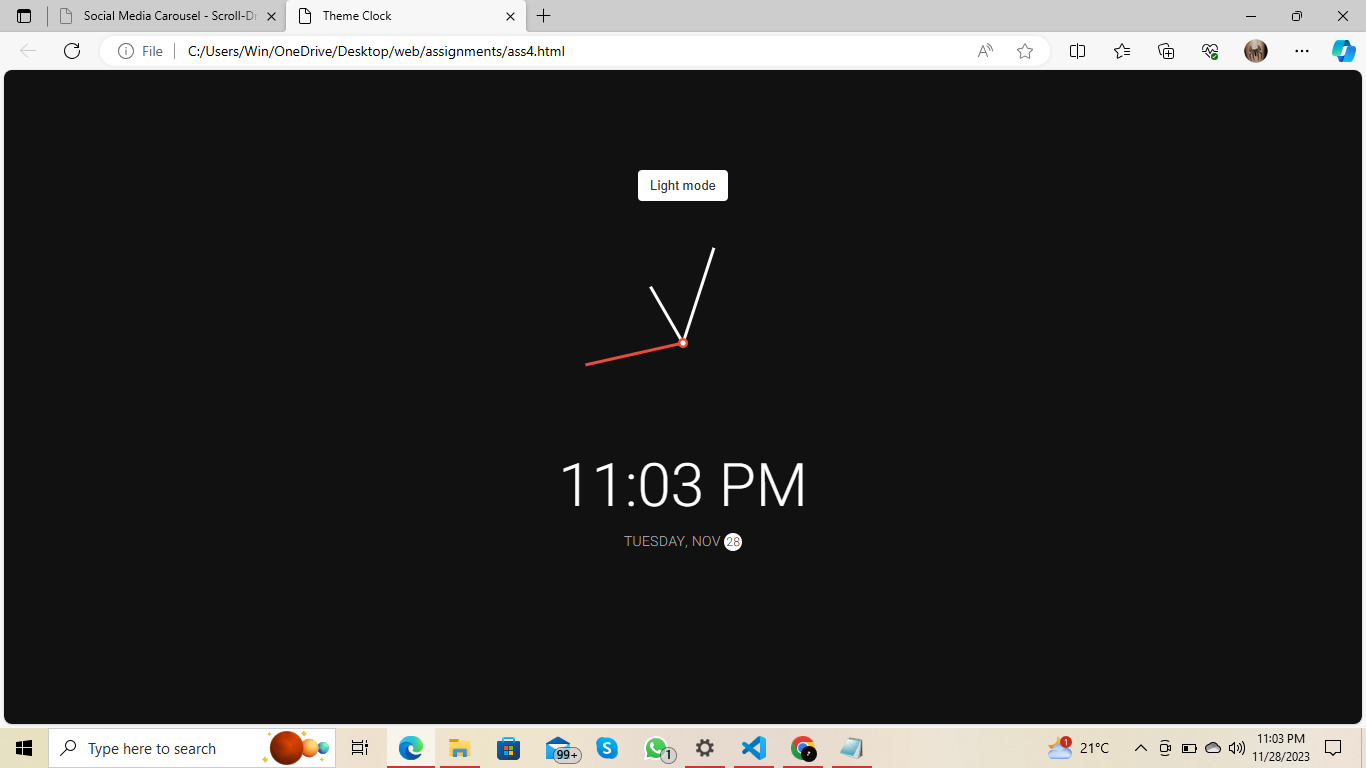 Social Media Carousel - Scroll-Dr
Theme Clock
File
C:/Users/Win/OneDrive/Desktop/web/assignments/ass4.html
Light mode
11:03 PM
TUESDAY, NOV 28
Type here to search
99+
1
1
21°C
11:03 PM
11/28/2023